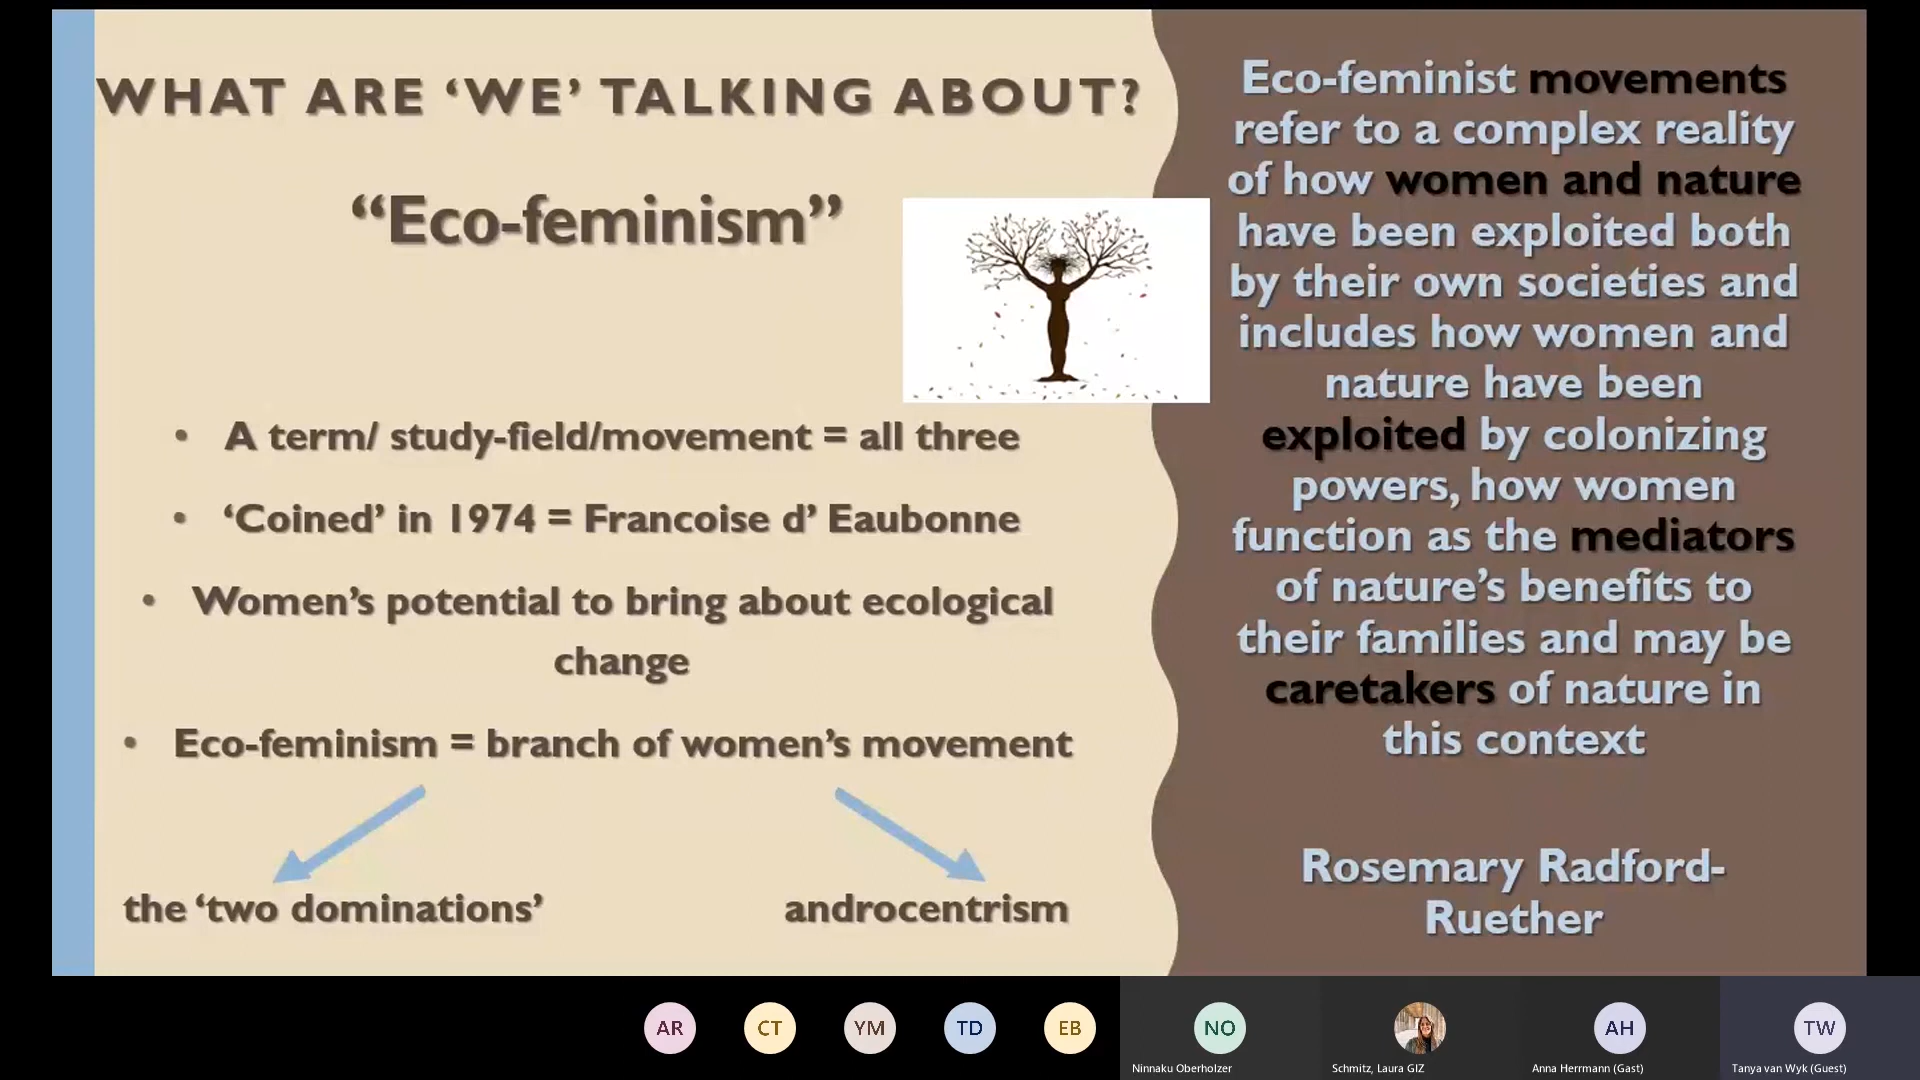 WHAT ARE ‘WE’ TALKING ABOUT?
“Eco-feminism”
• A term/ study-field/movement = all three
• ‘Coined’ in 1974 = Francoise d’ Eaubonne
• Women’s potential to bring about ecological
change
• Eco-feminism = branch of women’s movement
the ‘two dominations’
androcentrism
Eco-feminist movements
refer to a complex reality
of how women and nature
have been exploited both
by their own societies and
includes how women and
nature have been
exploited by colonizing
powers, how women
function as the mediators
of nature’s benefits to
their families and may be
caretakers of nature in
this context
Rosemary Radford-
Ruether
AR
CT
YM
TD
EB
NO
Ninnaku Oberholzer
Schmitz, Laura GIZ
AH
Anna Herrmann (Gast)
TW
Tanya van Wyk (Guest)